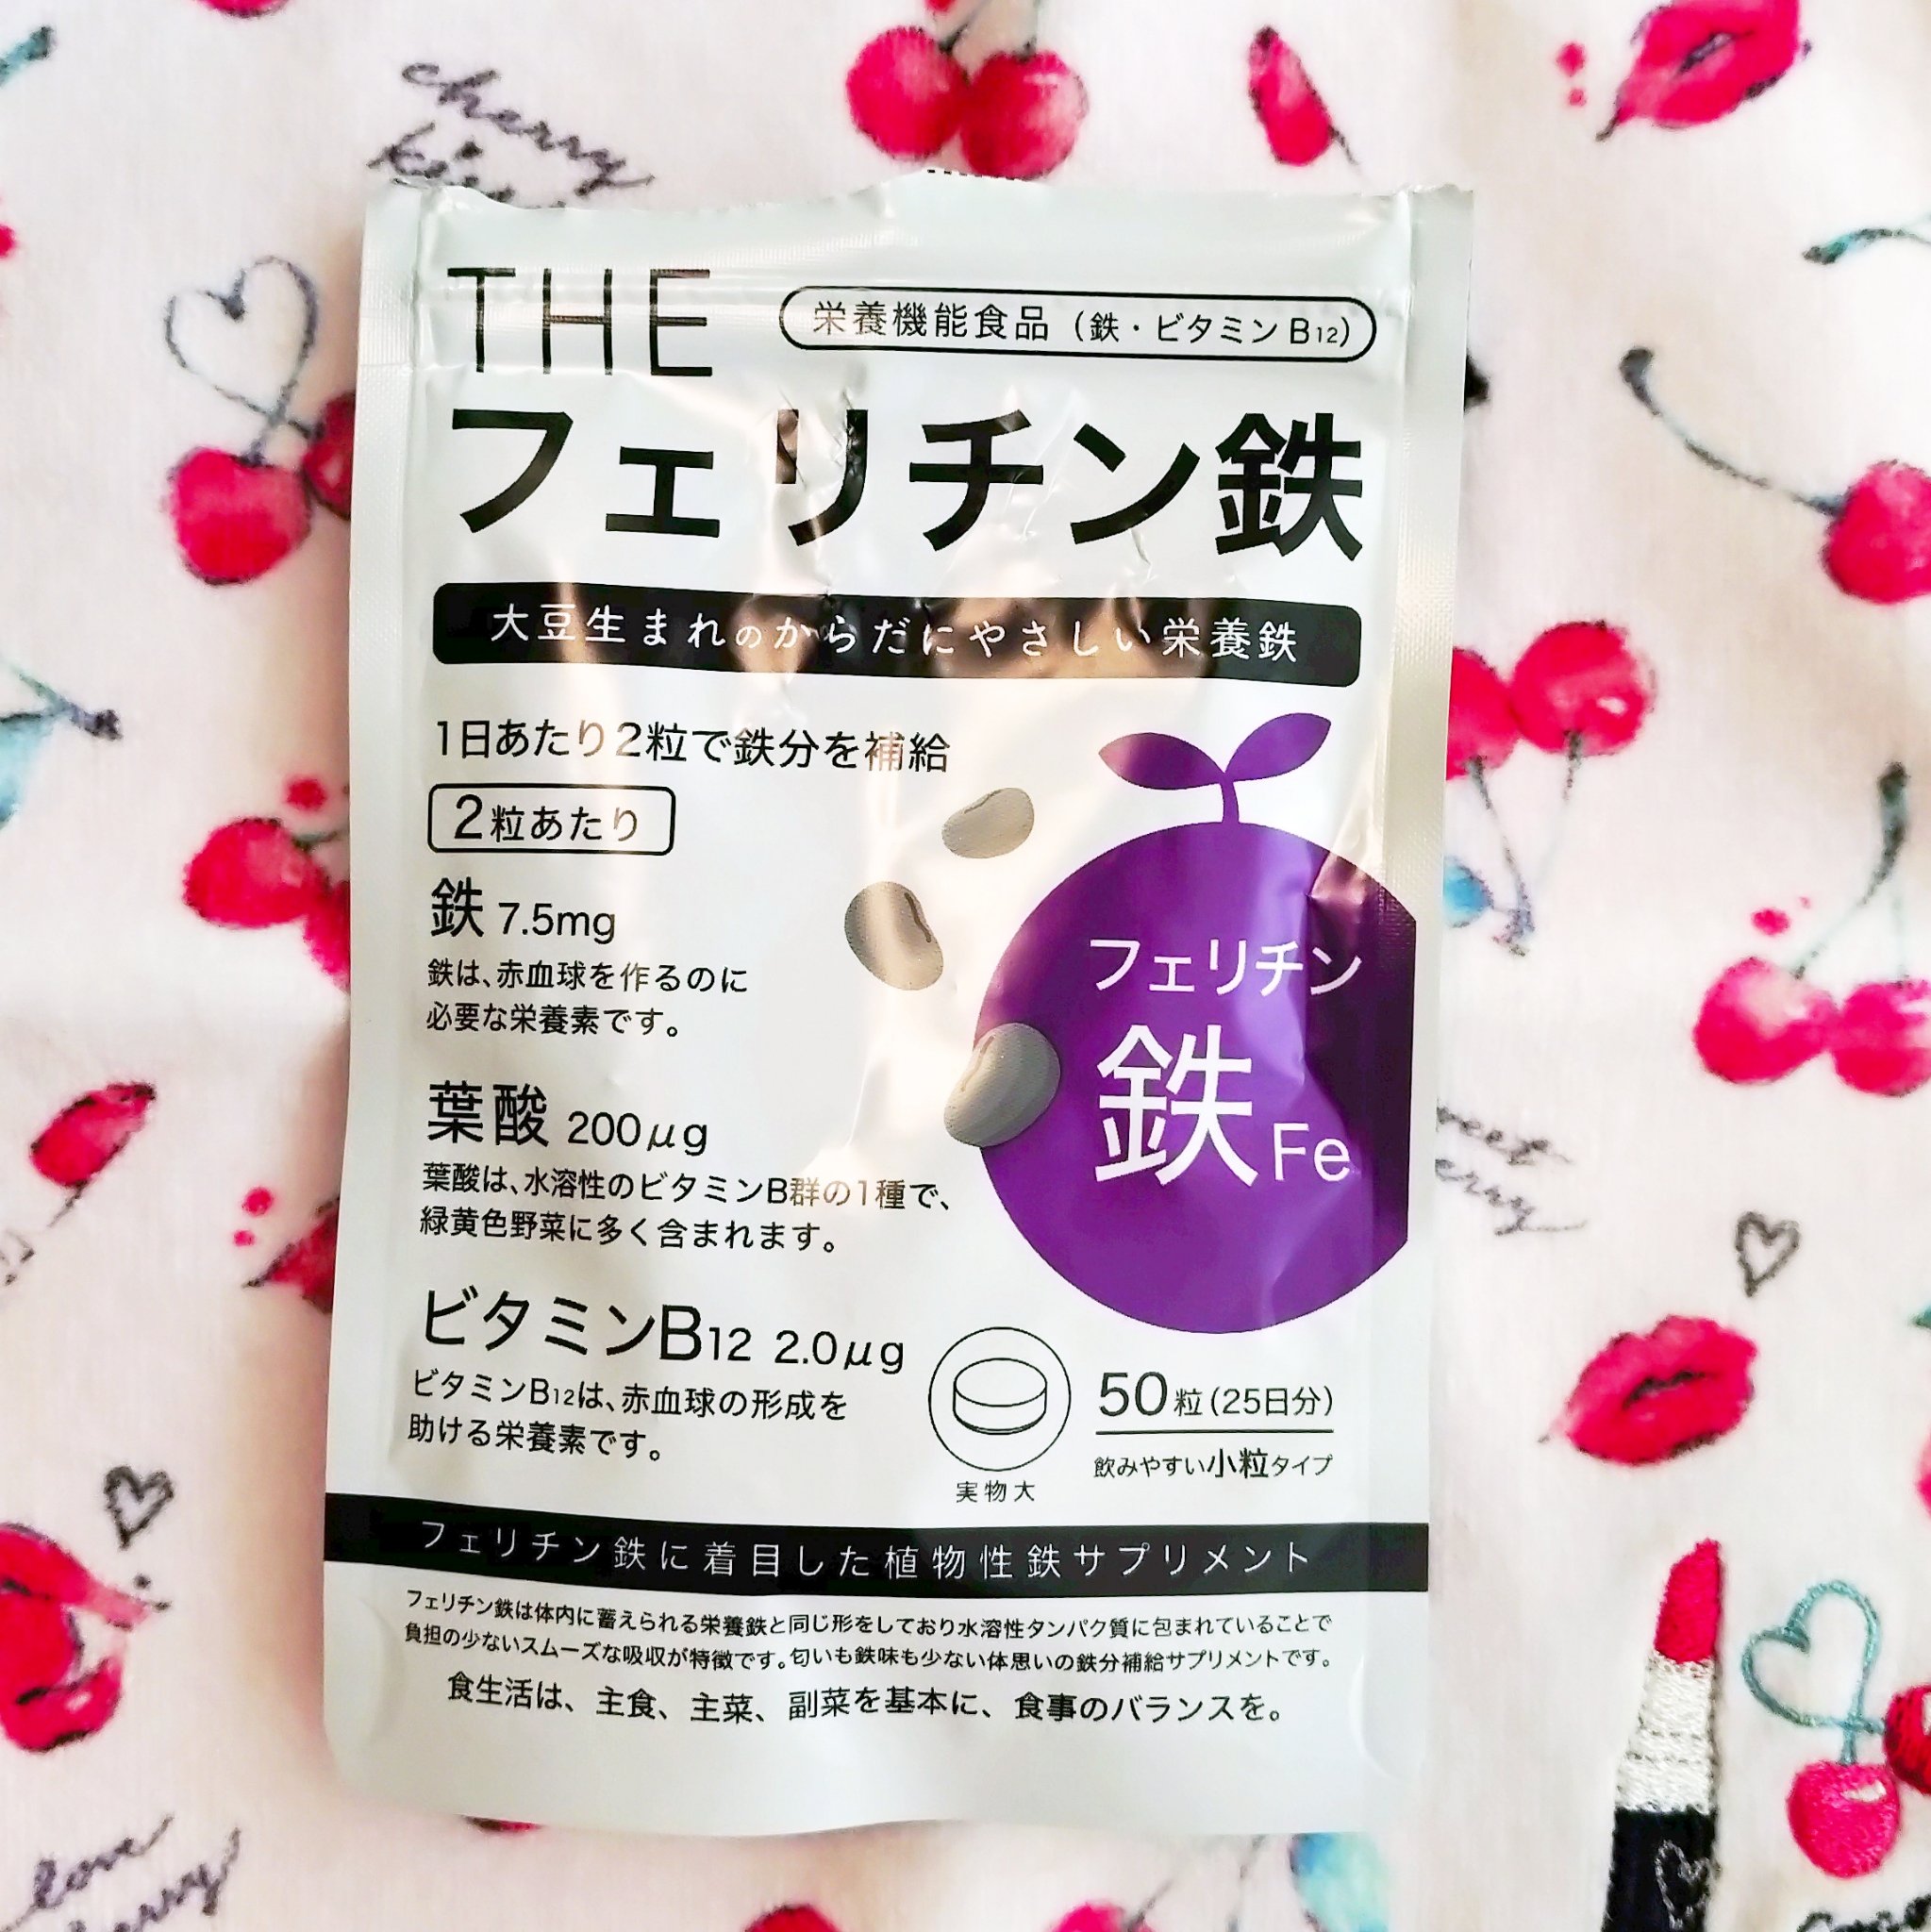 cherry
THE
栄養機能食品（鉄・ビタミンB12）
フェリチン鉄
大豆生まれのからだにやさしい栄養鉄
1日あたり2粒で鉄分を補給
2粒あたり
鉄 7.5mg
鉄は、赤血球を作るのに
必要な栄養素です。
葉酸 200μg
葉酸は、水溶性のビタミンB群の1種で、
緑黄色野菜に多く含まれます。
ビタミンB12 2.0μg
ビタミンB12は、赤血球の形成を
助ける栄養素です。
フェリチン
鉄 Fe
50粒（25日分）
飲みやすい小粒タイプ
実物大
フェリチン鉄に着目した植物性鉄サプリメント
フェリチン鉄は体内に蓄えられる栄養鉄と同じ形をしており水溶性タンパク質に包まれていることで
負担の少ないスムーズな吸収が特徴です。匂いも鉄味も少ない体思いの鉄分補給サプリメントです。
食生活は、主食、主菜、副菜を基本に、食事のバランスを。
love